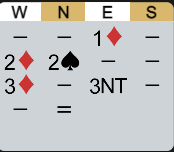 W N E S
– – 1♦ –
2♦ 2♠ – –
3♦ – 3NT –
– =